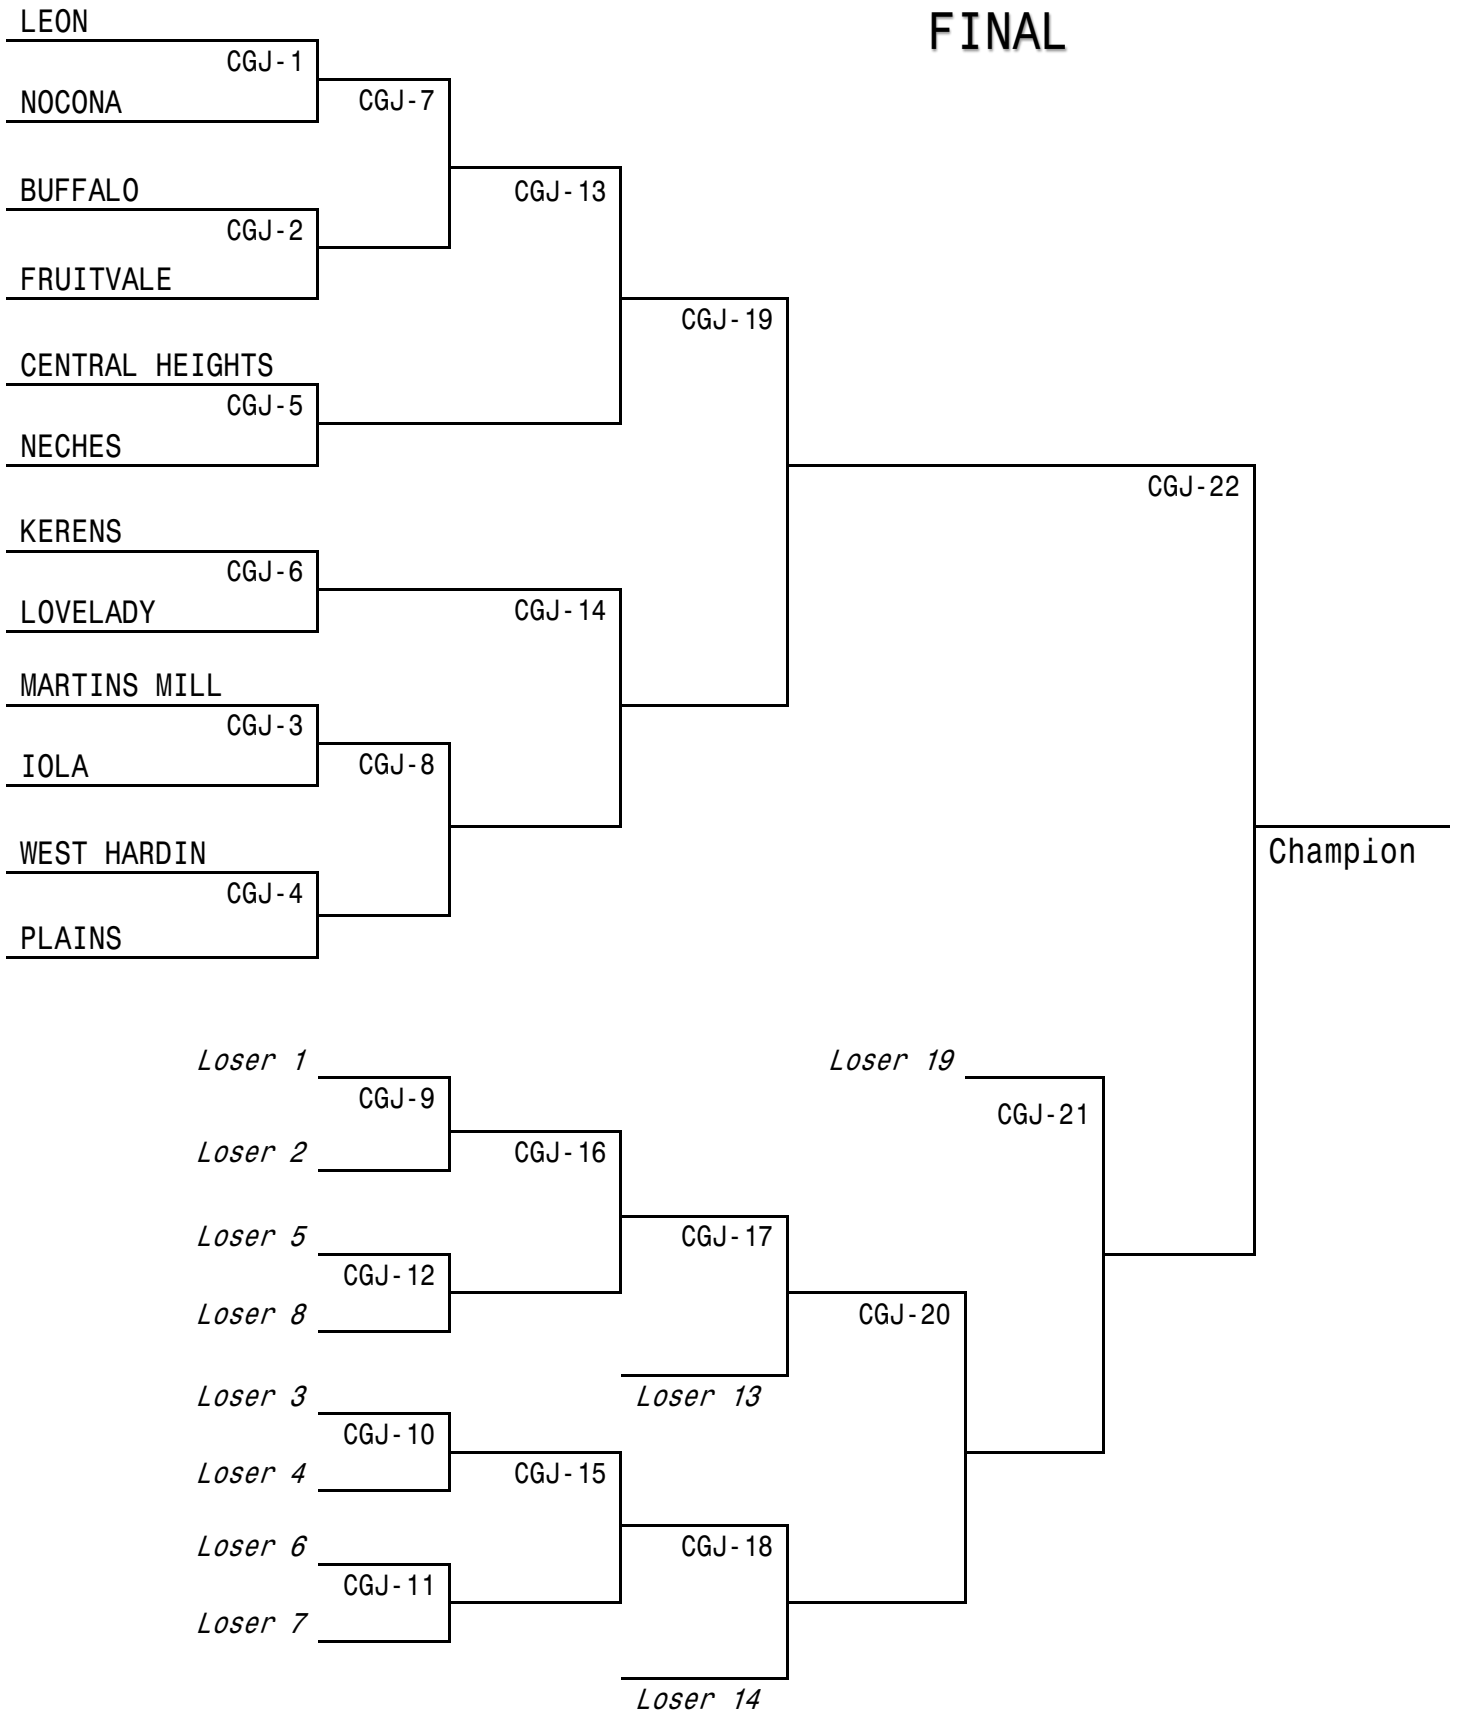 LEON
FINAL
CGJ-1
NOCONA
CGJ-7
BUFFALO
CGJ-13
CGJ-2
FRUITVALE
CGJ-19
CENTRAL HEIGHTS
CGJ-5
NECHES
CGJ-22
KERENS
CGJ-6
LOVELADY
CGJ-14
MARTINS MILL
CGJ-3
IOLA
CGJ-8
WEST HARDIN
Champion
CGJ-4
PLAINS
Loser 1
Loser 19
CGJ-9
CGJ-21
Loser 2
CGJ-16
Loser 5
CGJ-17
CGJ-12
Loser 8
CGJ-20
Loser 3
Loser 13
CGJ-10
Loser 4
CGJ-15
Loser 6
CGJ-18
CGJ-11
Loser 7
Loser 14